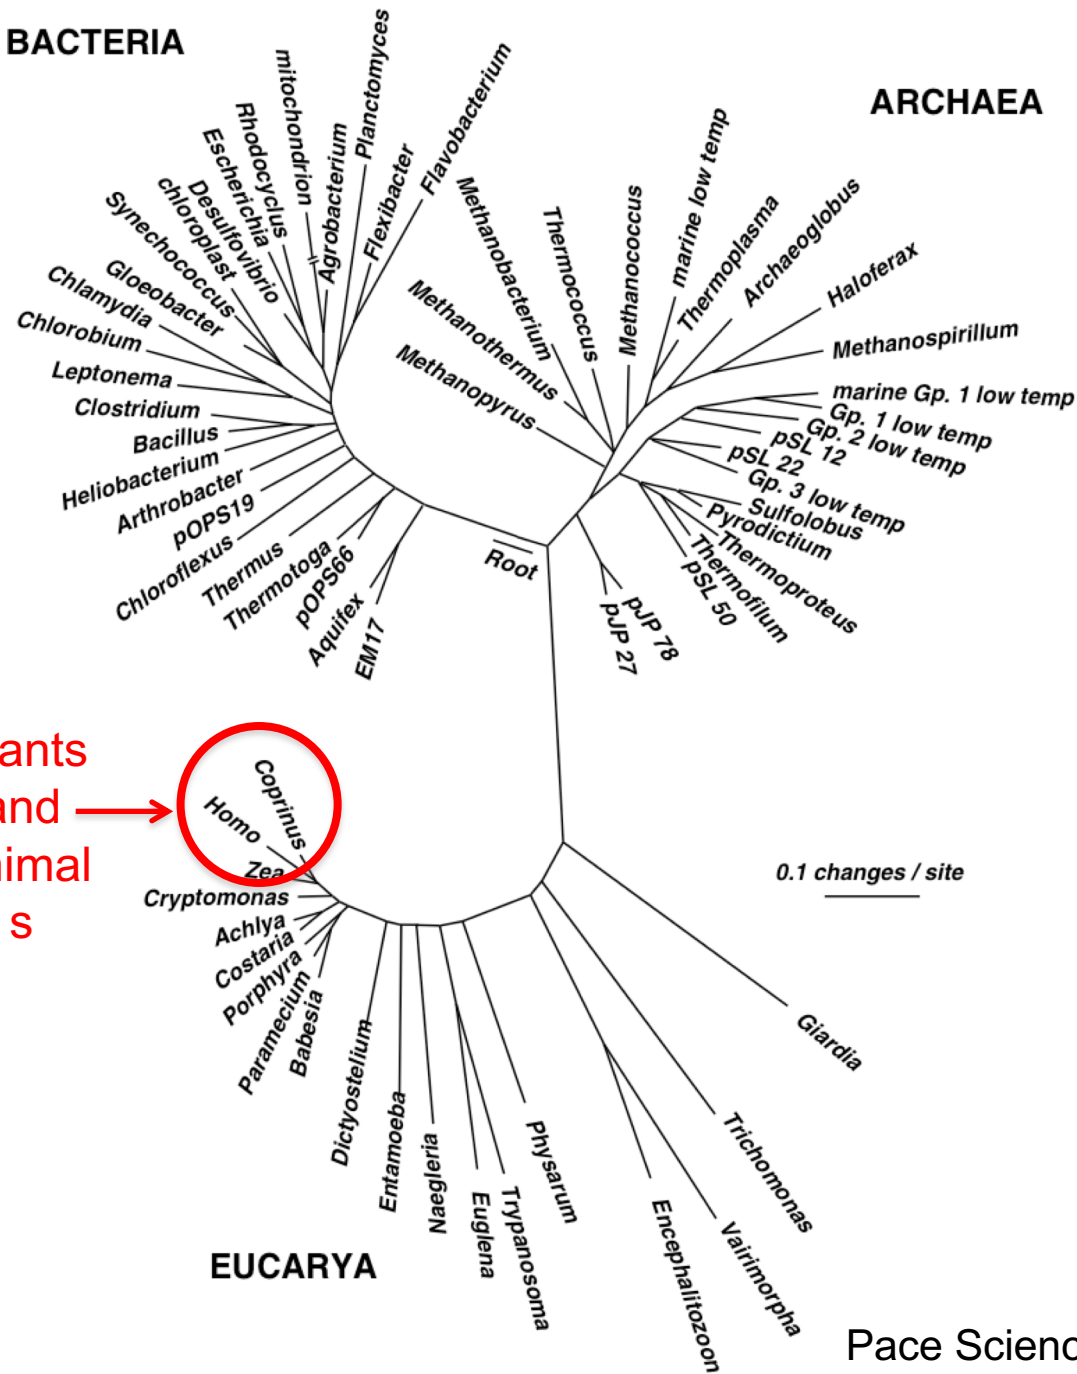 BACTERIA
ARCHAEA
EUCARYA
Synechococcus
chloroplast
Desulfovibrio
Escherichia
Rhodocyclus
mitochondrion
Agrobacterium
Planctomyces
Flexibacter
Flavobacterium
Gloeobacter
Chlamydia
Chlorobium
Leptonema
Clostridium
Bacillus
Heliobacterium
Arthrobacter
pOPS19
Chloroflexus
Thermus
Thermotoga
pOPS66
Aquifex
EM17
Root
Methanopyrus
Methanothermus
Methanobacterium
Thermococcus
Methanococcus
marine low temp
Thermoplasma
Archaeoglobus
Haloferax
Methanospirillum
marine Gp. 1 low temp
Gp. 1 low temp
Gp. 2 low temp
pSL 12
pSL 22
Gp. 3 low temp
Sulfolobus
Pyrodictium
Thermoproteus
Thermofilum
pSL 50
pJP 78
pJP 27
ants
and
nimal
s
Coprinus
Homo
Zea
Cryptomonas
Achlya
Costaria
Porphyra
Paramecium
Babesia
Dictyostelium
Entamoeba
Naegleria
Euglena
Trypanosoma
Physarum
Encephalitozoon
Vairimorpha
Trichomonas
Giardia
0.1 changes / site
Pace Scienc